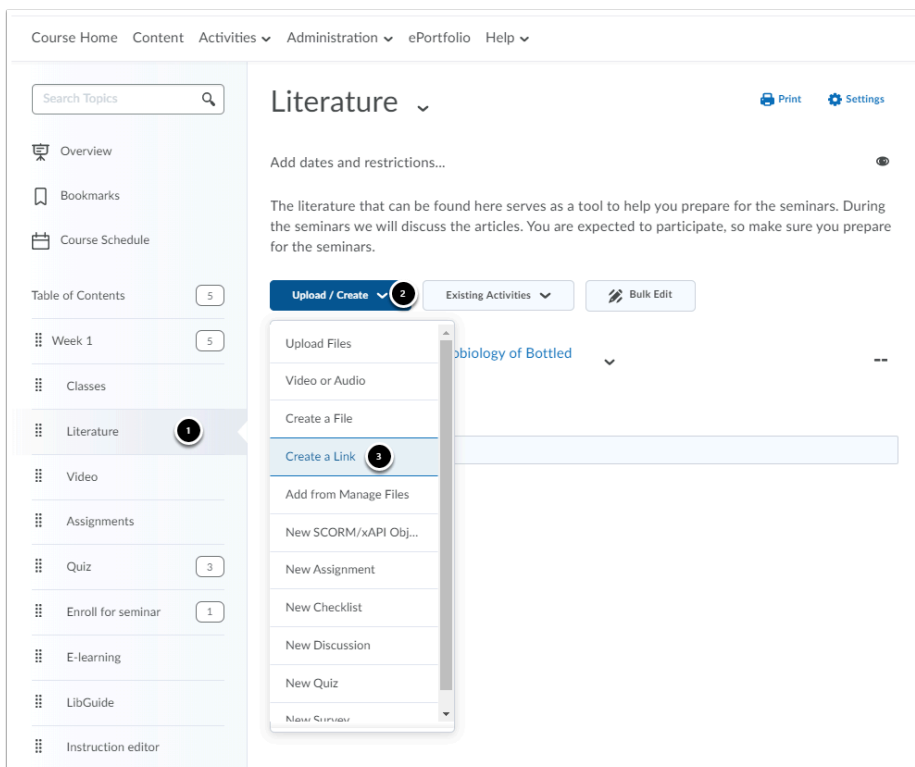 Course Home Content Activities Administration ePortfolio Help
Search Topics
Overview
Bookmarks
Course Schedule
Table of Contents 5
Week 1 5
Classes
Literature 1
Video
Assignments
Quiz 3
Enroll for seminar 1
E-learning
LibGuide
Instruction editor
Literature
Print Settings
Add dates and restrictions...
The literature that can be found here serves as a tool to help you prepare for the seminars. During
the seminars we will discuss the articles. You are expected to participate, so make sure you prepare
for the seminars.
Upload / Create 2 Existing Activities Bulk Edit
obiology of Bottled
--
Upload Files
Video or Audio
Create a File
Create a Link 3
Add from Manage Files
New SCORM/xAPI Obj...
New Assignment
New Checklist
New Discussion
New Quiz
New Survey